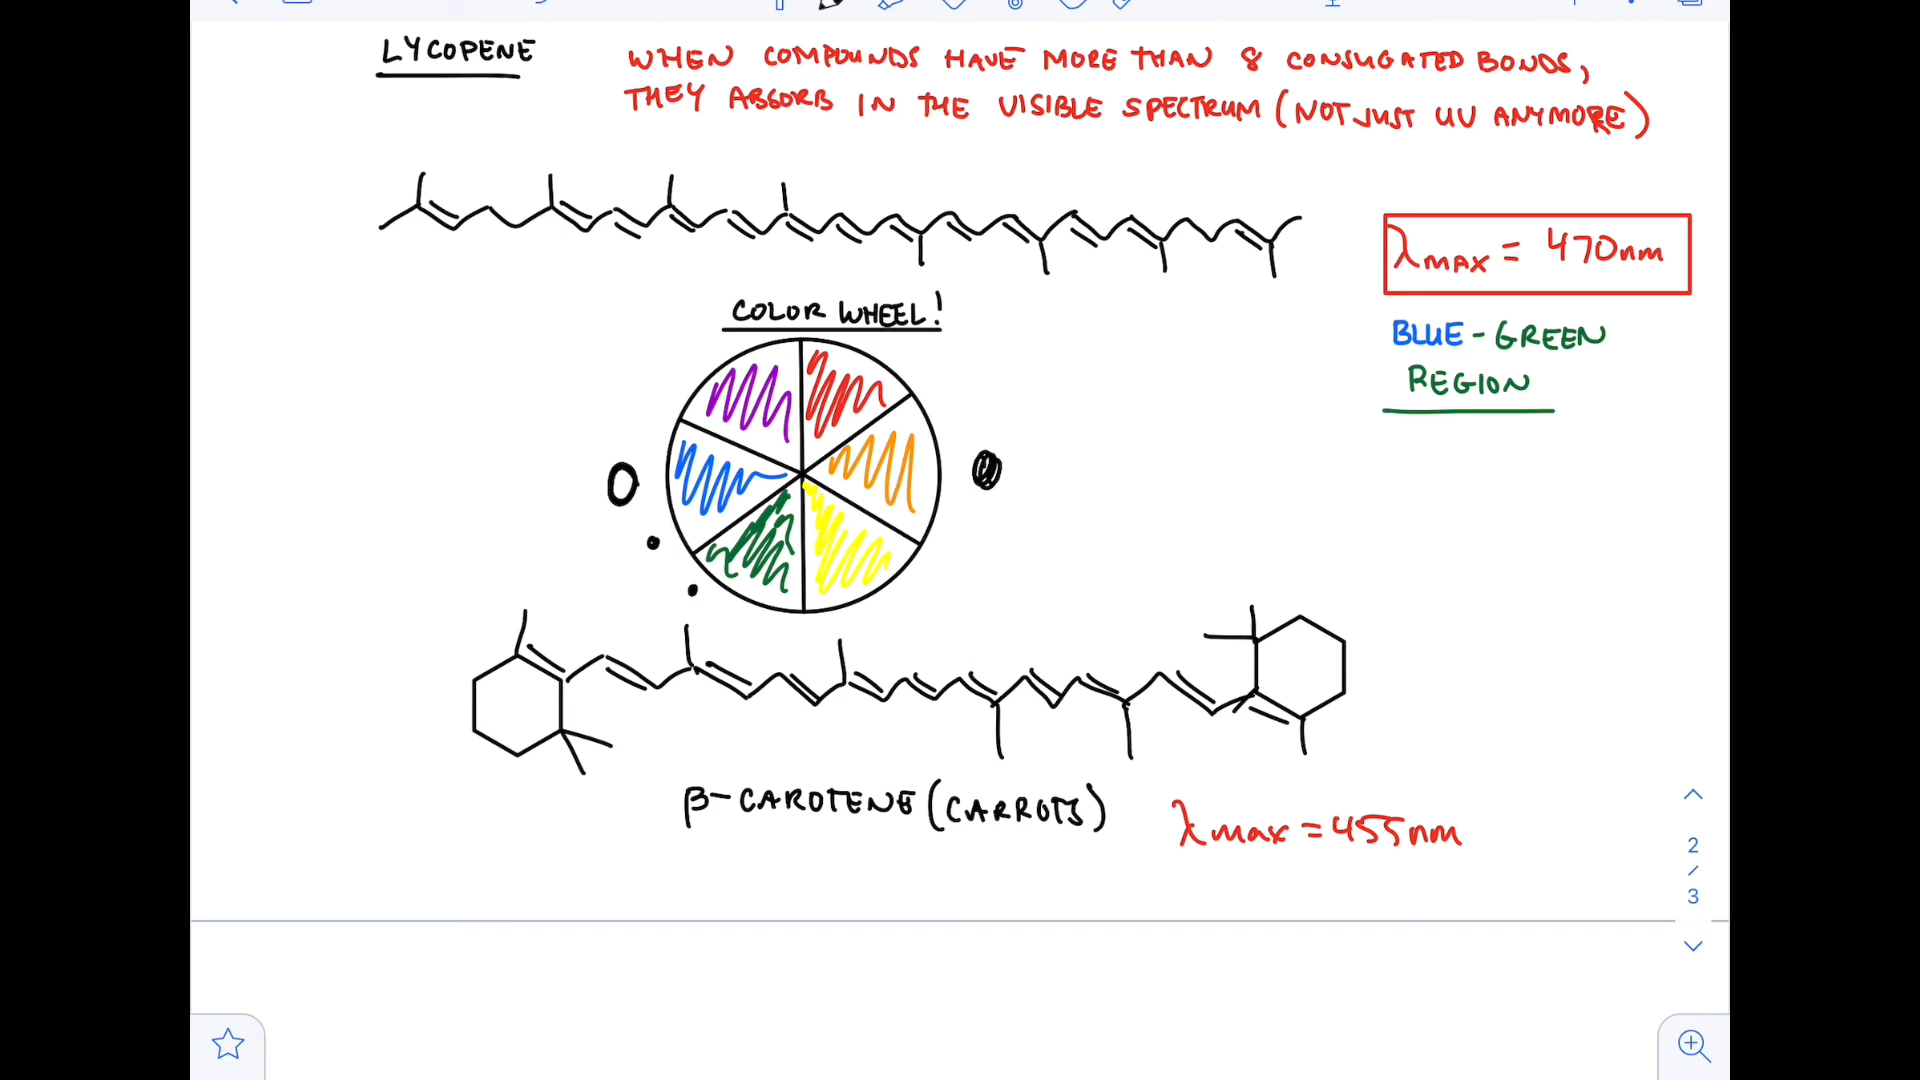 LYCOPENE
WHEN COMPOUNDS HAVE MORE THAN 8 CONJUGATED BONDS,
THEY ABSORB IN THE VISIBLE SPECTRUM (NOT JUST UV ANYMORE)
λMAX = 470nm
BLUE-GREEN
REGION
COLOR WHEEL!
β-CAROTENE (CARROTS)
λmax = 455nm
2
/
3